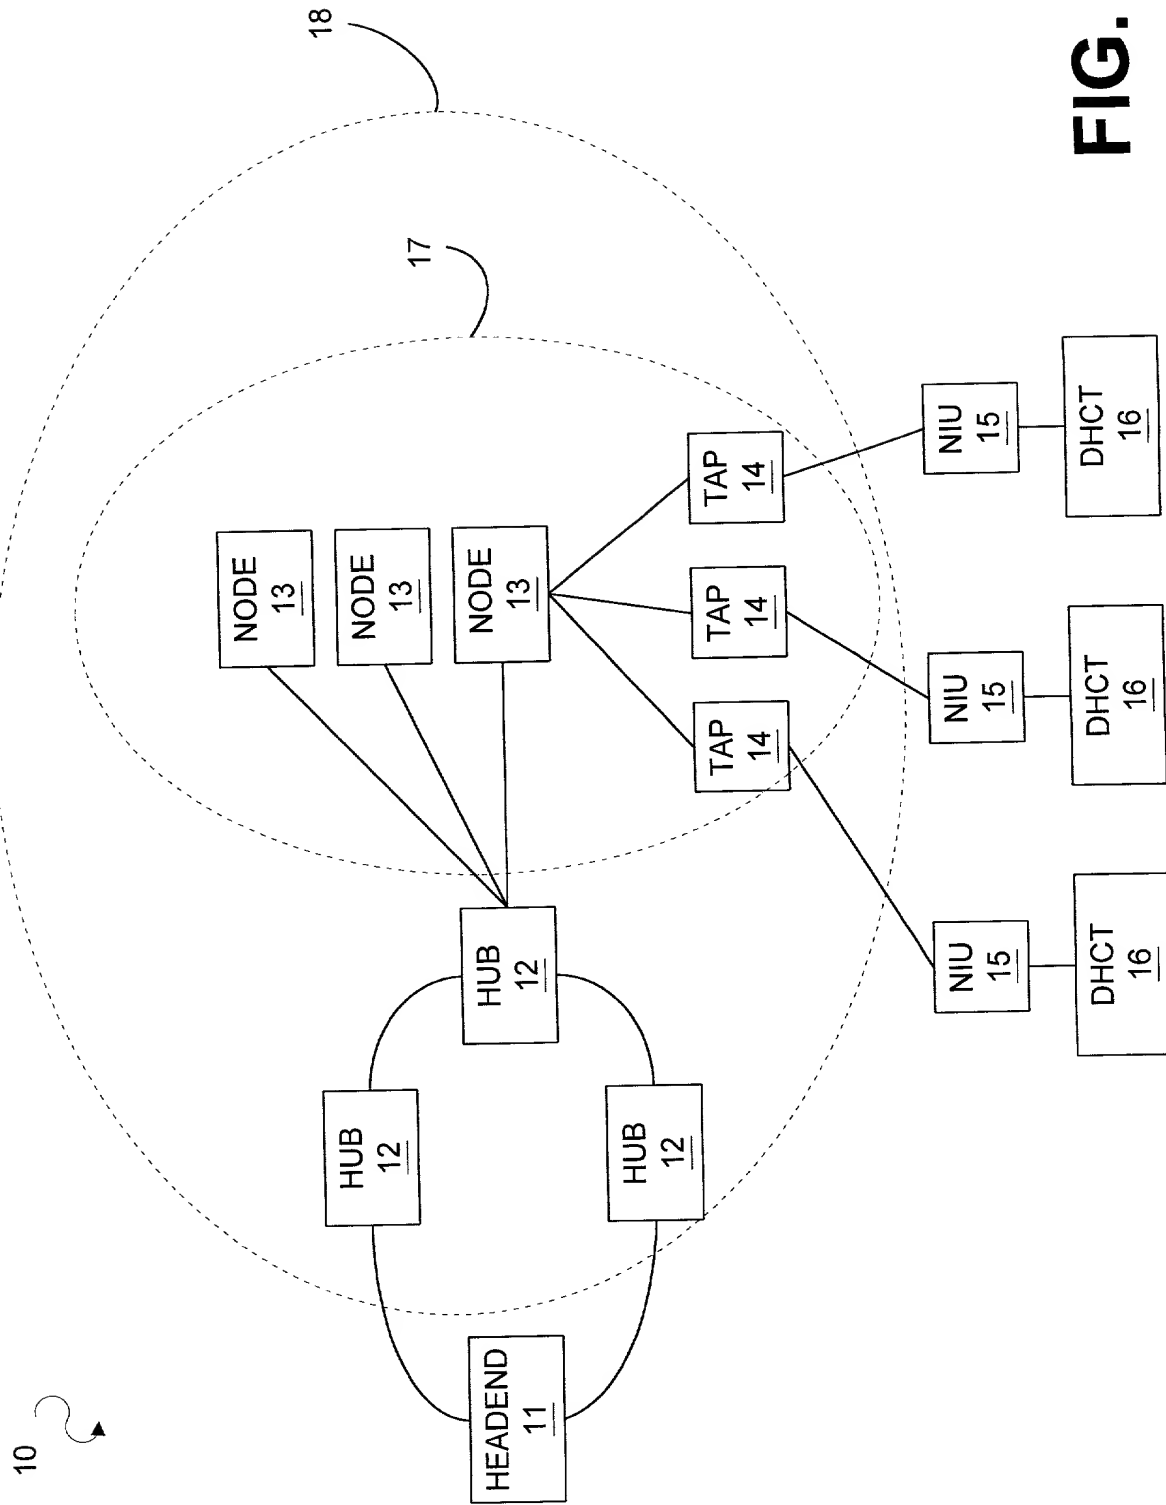 10
HEADEND
11
HUB
12
HUB
12
HUB
12
NODE
13
NODE
13
NODE
13
TAP
14
TAP
14
TAP
14
NIU
15
NIU
15
NIU
15
DHCT
16
DHCT
16
DHCT
16
17
18
FIG.